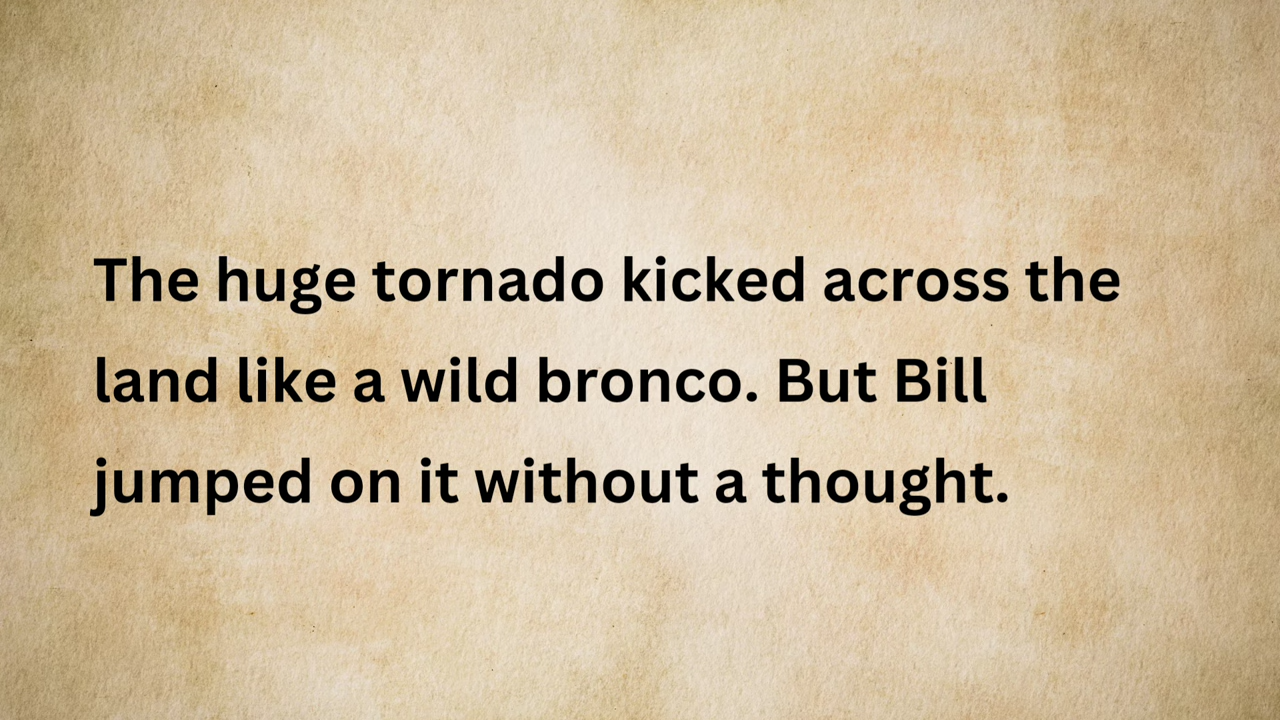 The huge tornado kicked across the
land like a wild bronco. But Bill
jumped on it without a thought.